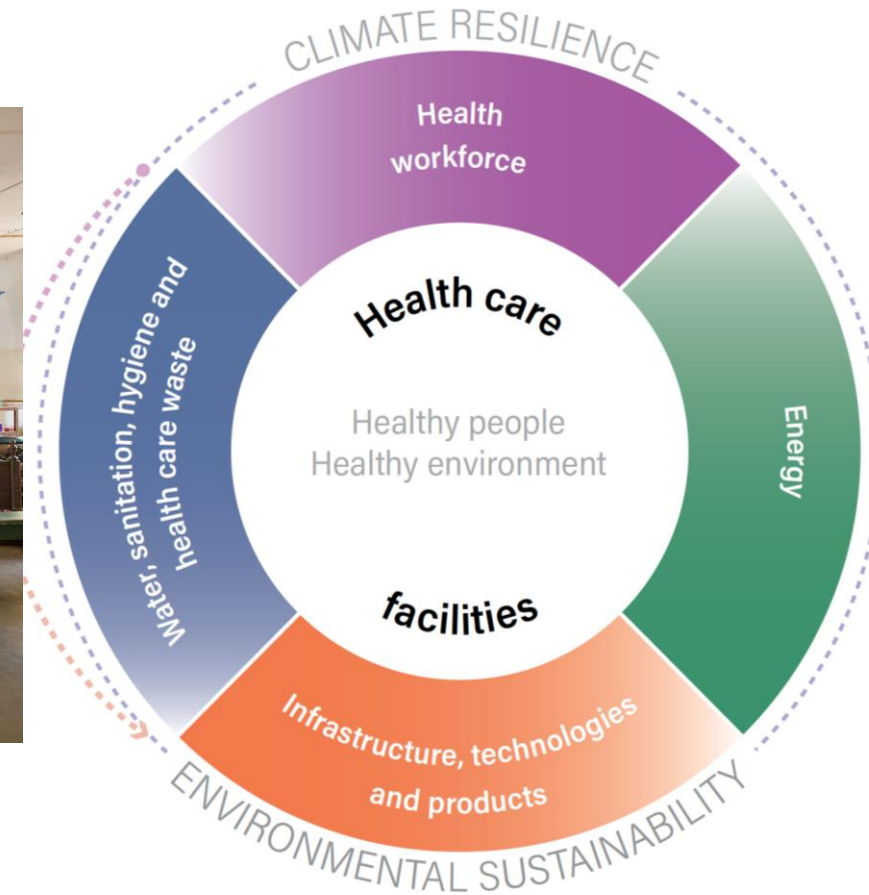 CLIMATE RESILIENCE
Health
workforce
Water, sanitation, hygiene and
health care waste
Health care
Healthy people
Healthy environment
facilities
Energy
Infrastructure, technologies
and products
ENVIRONMENTAL SUSTAINABILITY